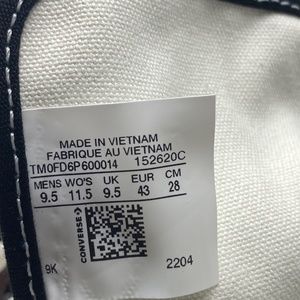 MADE IN VIETNAM
FABRIQUE AU VIETNAM
TM0FD6P600014 152620C
MENS WO'S UK EUR CM
9.5 11.5 9.5 43 28
CONVERSE
9K 2204